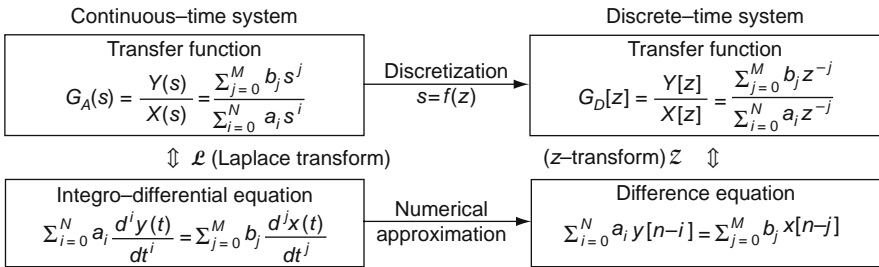 Continuous–time system Discrete–time system
Transfer function
G_A(s) = Y(s)/X(s) = Σ_{j=0}^{M} b_j s^j / Σ_{i=0}^{N} a_i s^i
Discretization
s=f(z)
Transfer function
G_D[z] = Y[z]/X[z] = Σ_{j=0}^{M} b_j z^{-j} / Σ_{i=0}^{N} a_i z^{-j}
⇕ ℒ (Laplace transform) (z–transform) 𝒵 ⇕
Integro–differential equation
Σ_{i=0}^{N} a_i d^i y(t)/dt^i = Σ_{j=0}^{M} b_j d^j x(t)/dt^j
Numerical
approximation
Difference equation
Σ_{i=0}^{N} a_i y[n–i] = Σ_{j=0}^{M} b_j x[n–j]